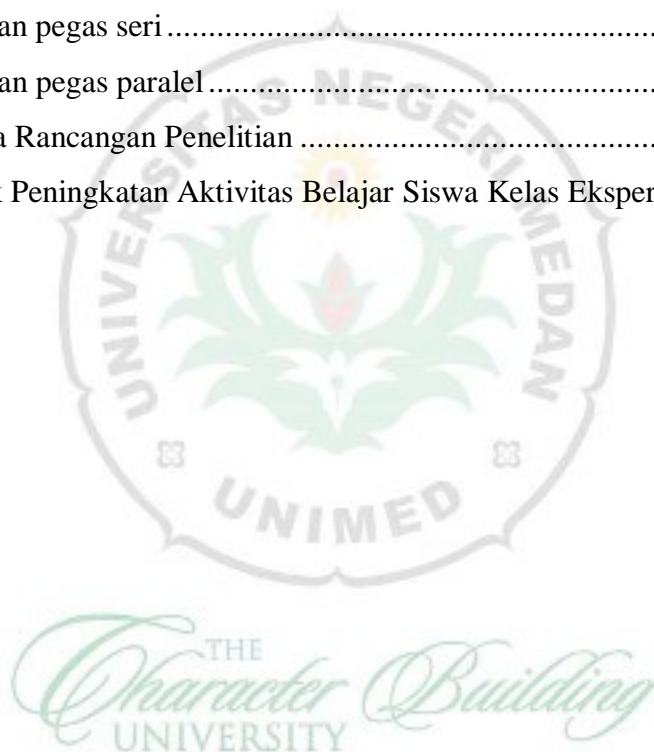 an pegas seri
an pegas paralel
a Rancangan Penelitian
Peningkatan Aktivitas Belajar Siswa Kelas Eksper
UNIVERSITAS NEGERI MEDAN
UNIMED
THE
Character Building
UNIVERSITY